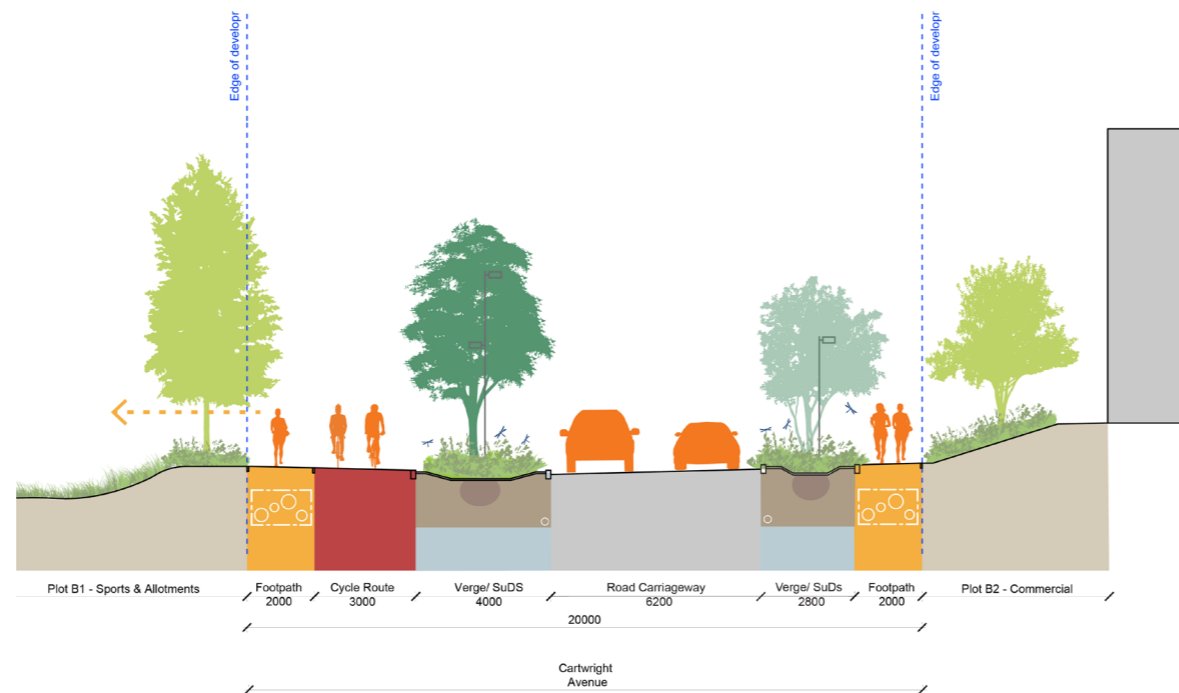 Edge of developr
Edge of developr
Plot B1 - Sports & Allotments
Footpath
2000
Cycle Route
3000
Verge/ SuDS
4000
Road Carriageway
6200
Verge/ SuDs
2800
Footpath
2000
Plot B2 - Commercial
20000
Cartwright
Avenue